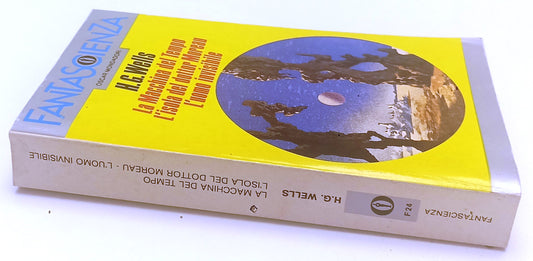 FANTASCIENZA
OSCAR MONDADORI
H.G. Wells
La Macchina del Tempo
L'isola del dottor Moreau
L'uomo invisibile
LA MACCHINA DEL TEMPO
L'ISOLA DEL DOTTOR MOREAU - L'UOMO INVISIBILE
H.G. WELLS
F 24
FANTASCIENZA